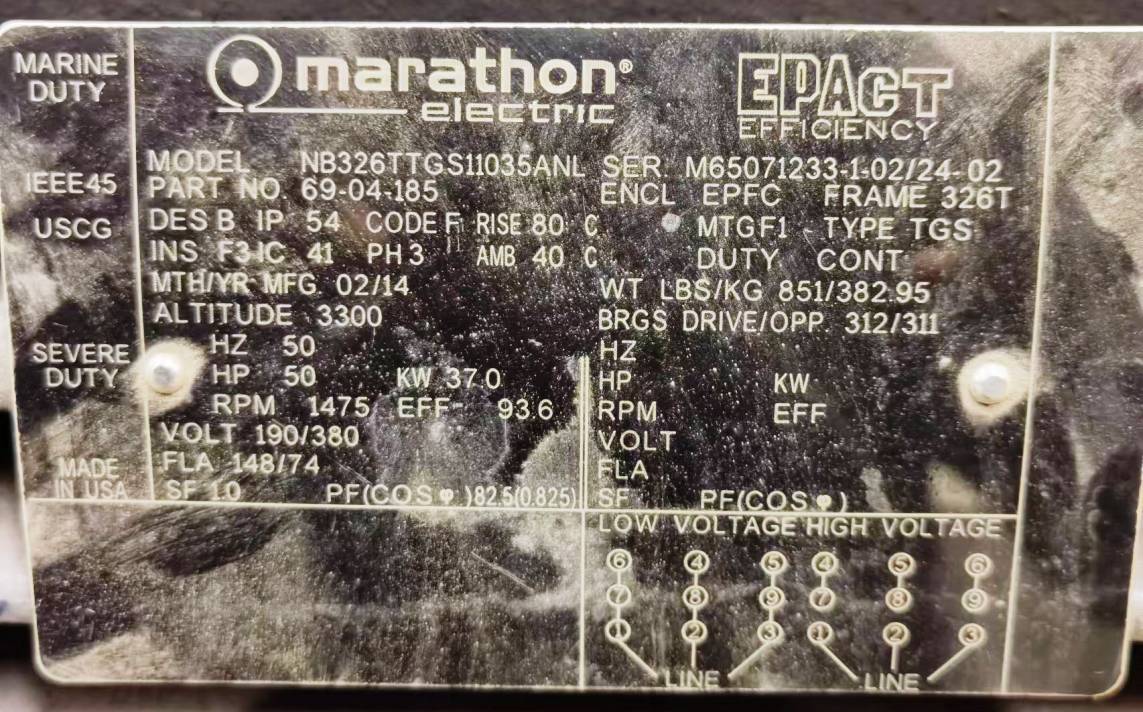 MARINE DUTY
IEEE45
USCG
SEVERE DUTY
MADE IN USA
marathon®
electric
EPACT
EFFICIENCY
MODEL NB326TTGS11035ANL SER. M65071233-1-02/24-02
PART NO. 69-04-185 ENCL EPFC FRAME 326T
DES B IP 54 CODE F RISE 80 C MTG F1 TYPE TGS
INS F3 IC 41 PH 3 AMB 40 C DUTY CONT
MTH/YR MFG. 02/14 WT LBS/KG 851/382.95
ALTITUDE 3300 BRGS DRIVE/OPP. 312/311
HZ 50 HZ
HP 50 KW 37.0 HP KW
RPM 1475 EFF 93.6 RPM EFF
VOLT 190/380 VOLT
FLA 148/74 FLA
SF 1.0 PF(COS φ)82.5(0.825) SF PF(COS φ)
LOW VOLTAGE HIGH VOLTAGE
6 4 5 4 5 6
7 8 9 7 8 9
1 2 3 1 2 3
LINE LINE